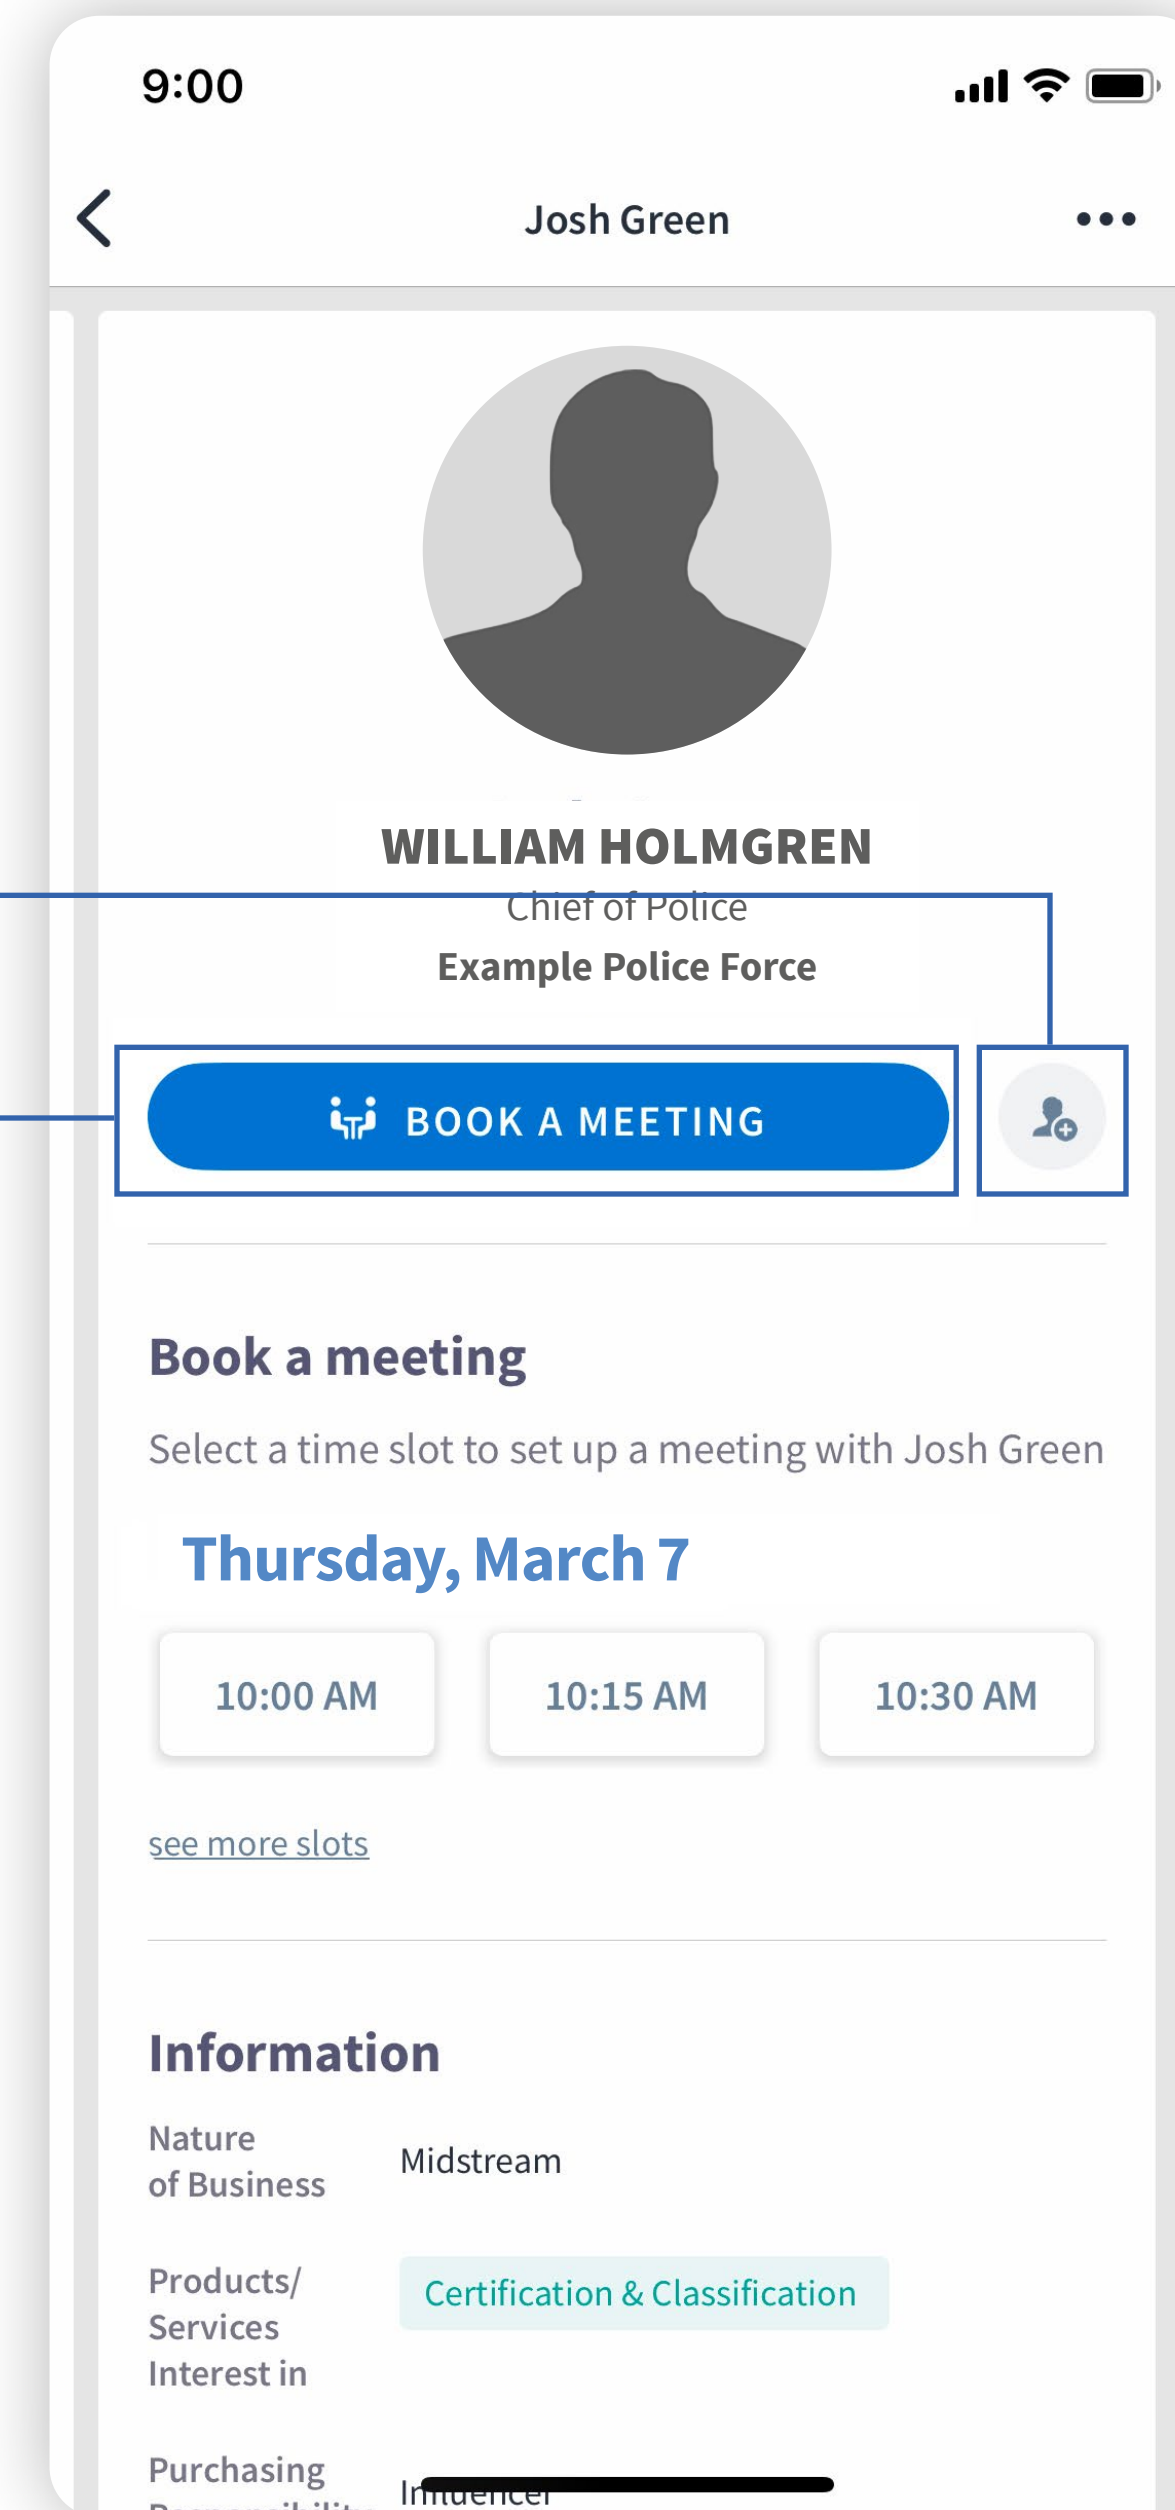 9:00
Josh Green
WILLIAM HOLMGREN
Chief of Police
Example Police Force
BOOK A MEETING
Book a meeting
Select a time slot to set up a meeting with Josh Green
Thursday, March 7
10:00 AM 10:15 AM 10:30 AM
see more slots
Information
Nature
of Business
Midstream
Products/
Services
Interest in
Certification & Classification
Purchasing
Responsibility
Influencer